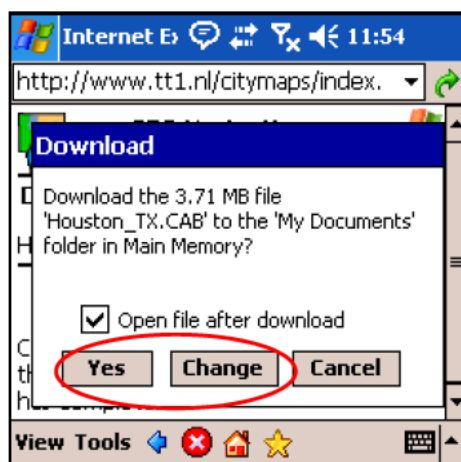 Internet E 11:54
http://www.tt1.nl/citymaps/index.
Download
Download the 3.71 MB file
'Houston_TX.CAB' to the 'My Documents'
folder in Main Memory?
Open file after download
Yes Change Cancel
View Tools